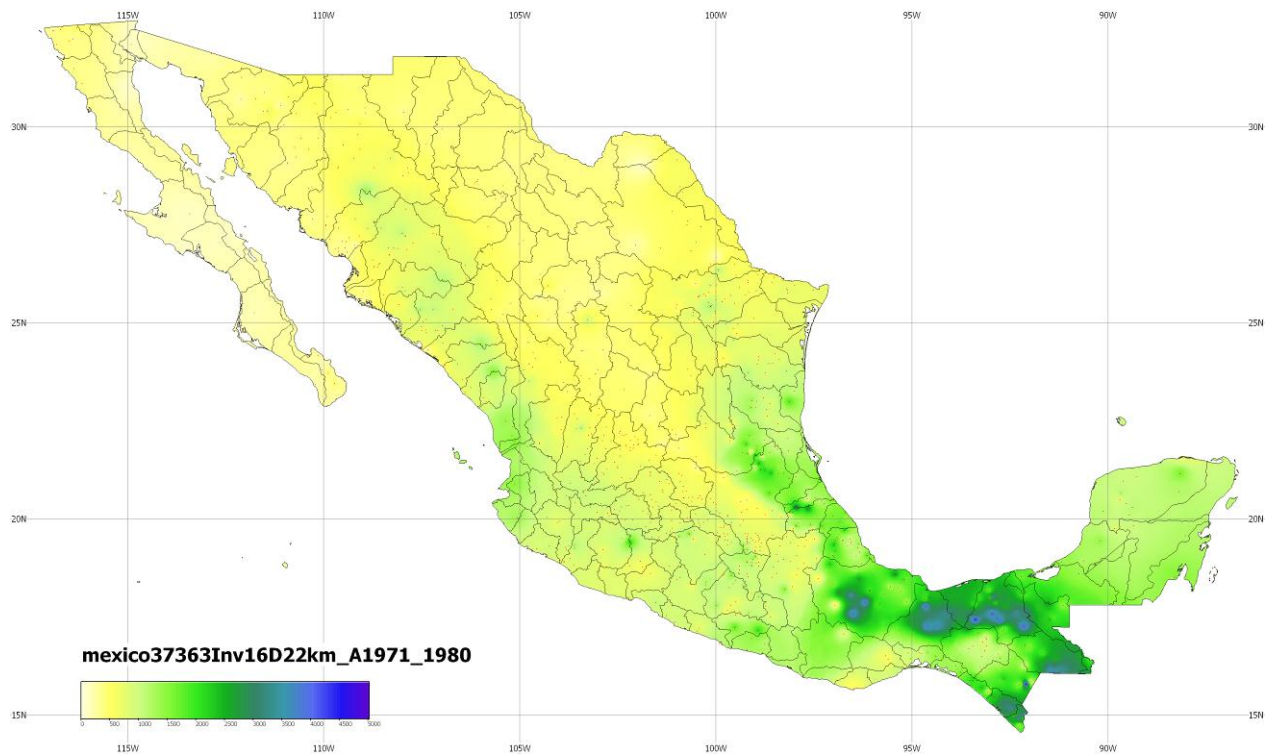 115W 110W 105W 100W 95W 90W
30N 30N
25N 25N
20N 20N
mexico37363Inv16D22km_A1971_1980
0 500 1000 1500 2000 2500 3000 3500 4000 4500 5000
15N 15N
115W 110W 105W 100W 95W 90W